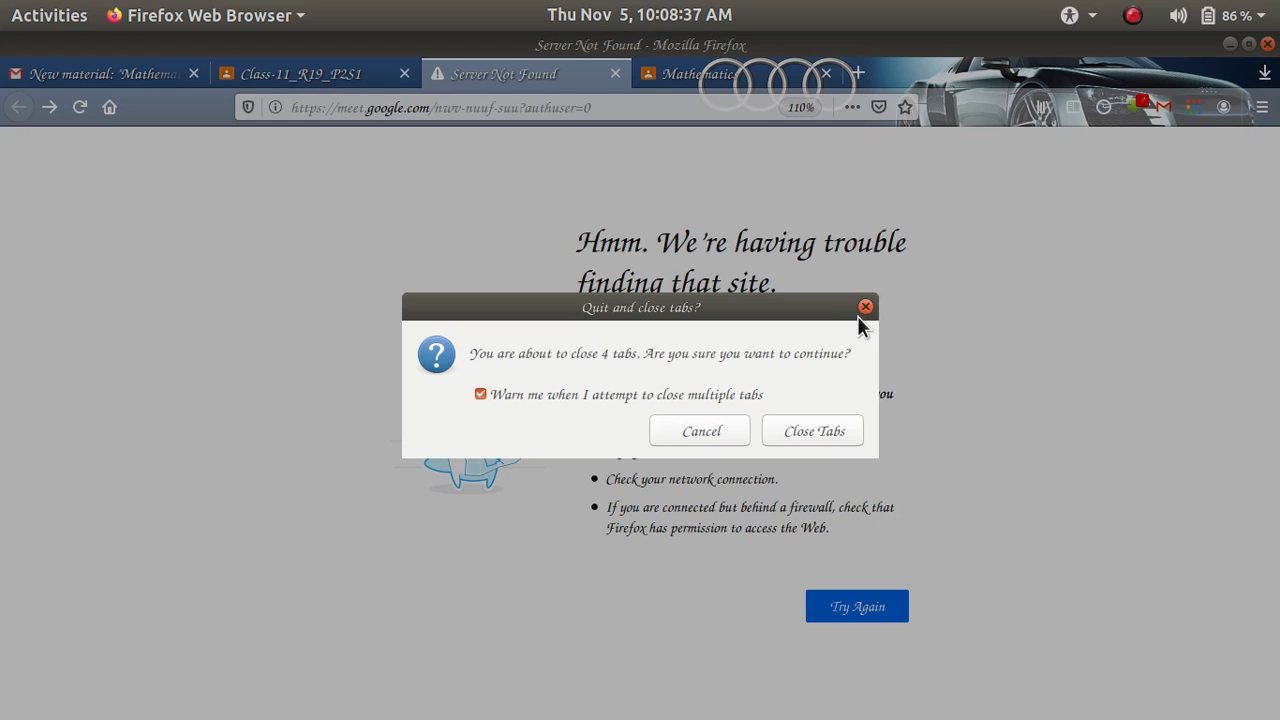 Activities Firefox Web Browser Thu Nov 5, 10:08:37 AM 86 %
Server Not Found - Mozilla Firefox
New material: 'Mathema Class-11_R19_P2S1 Server Not Found Mathematics
https://meet.google.com/nwv-nuuf-suu?authuser=0 110%
Hmm. We're having trouble
finding that site.
Quit and close tabs?
You are about to close 4 tabs. Are you sure you want to continue?
Warn me when I attempt to close multiple tabs
Cancel Close Tabs
Check your network connection.
If you are connected but behind a firewall, check that
Firefox has permission to access the Web.
Try Again